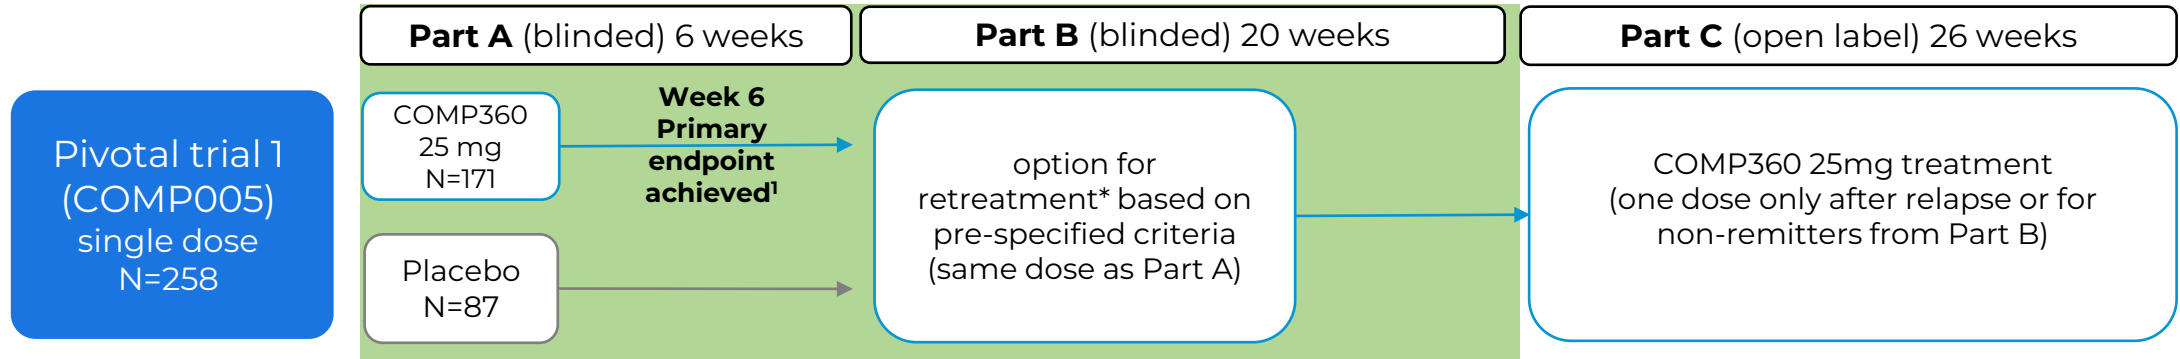 Part A (blinded) 6 weeks
Part B (blinded) 20 weeks
Part C (open label) 26 weeks
Pivotal trial 1
(COMP005)
single dose
N=258
COMP360
25 mg
N=171
Week 6
Primary
endpoint
achieved¹
Placebo
N=87
option for
retreatment* based on
pre-specified criteria
(same dose as Part A)
COMP360 25mg treatment
(one dose only after relapse or for
non-remitters from Part B)